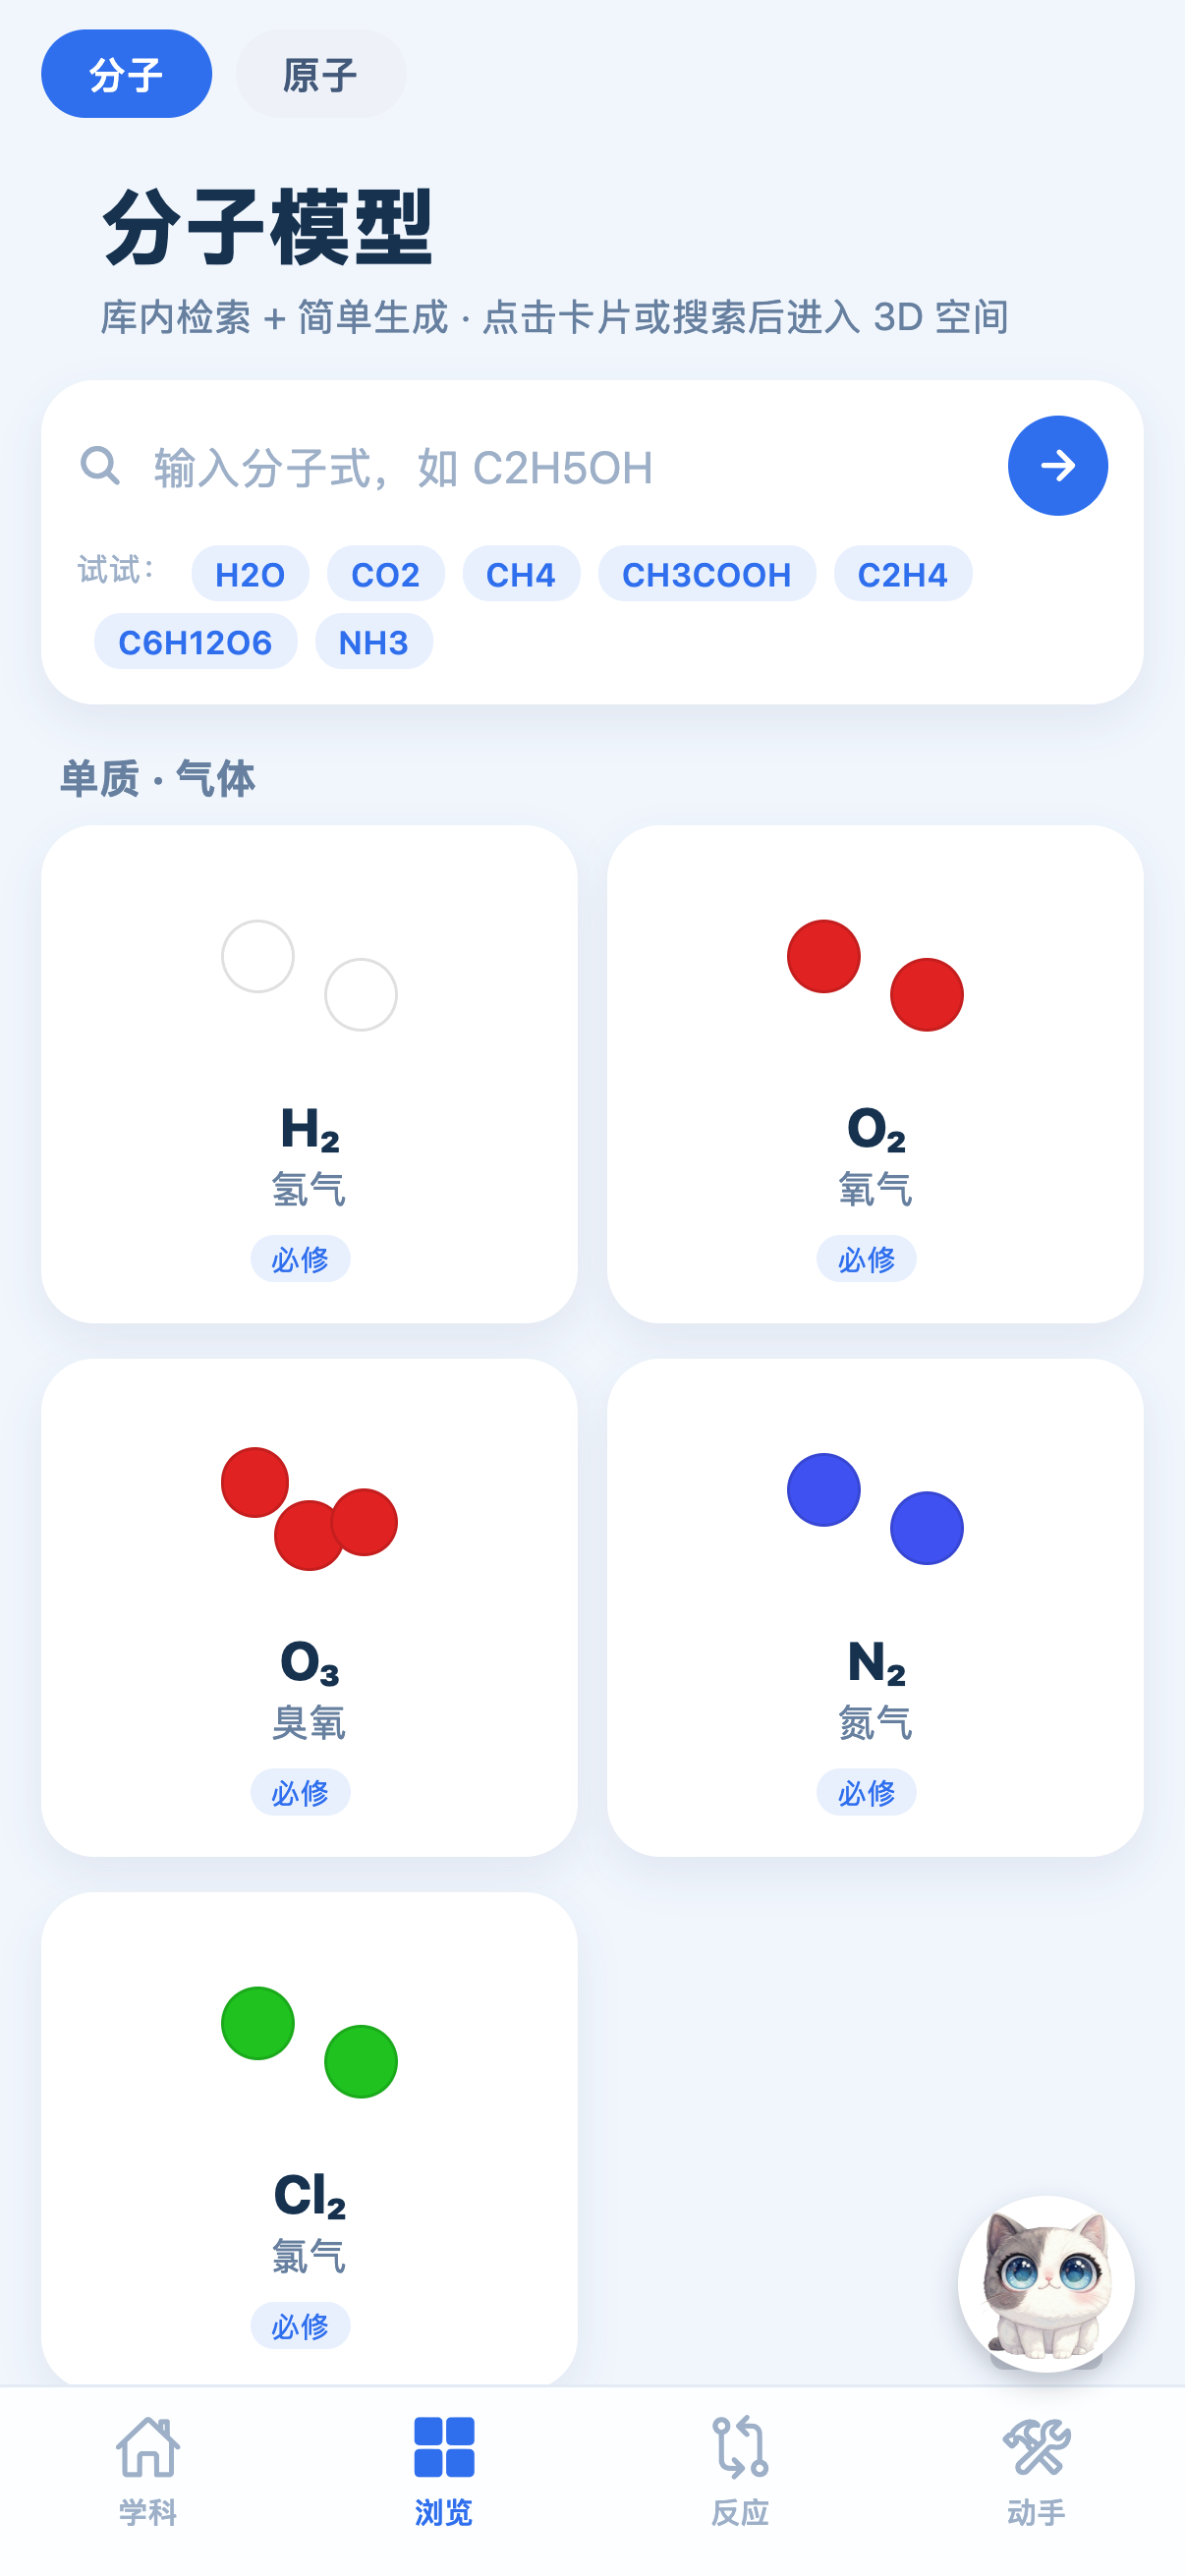 分子 原子
分子模型
库内检索 + 简单生成 · 点击卡片或搜索后进入 3D 空间
输入分子式，如 C2H5OH
试试： H2O CO2 CH4 CH3COOH C2H4
C6H12O6 NH3
单质 · 气体
H₂ O₂
氢气 氧气
必修 必修
O₃ N₂
臭氧 氮气
必修 必修
Cl₂
氯气
必修
学科 浏览 反应 动手